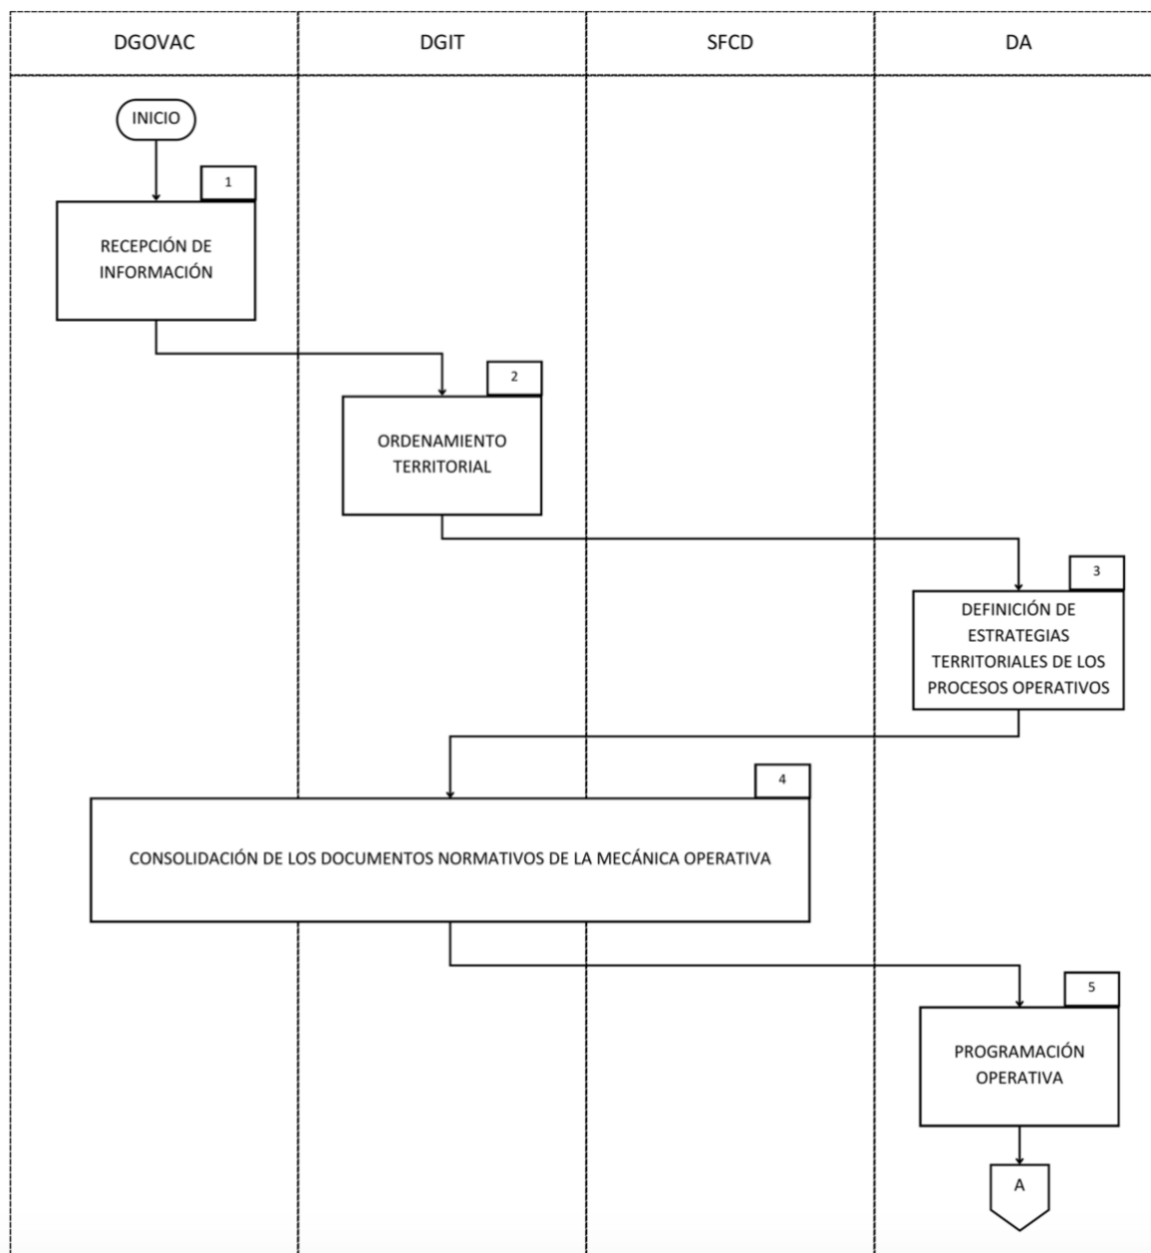 DGOVAC
DGIT
SFCD
DA
INICIO
1
RECEPCIÓN DE
INFORMACIÓN
2
ORDENAMIENTO
TERRITORIAL
3
DEFINICIÓN DE
ESTRATEGIAS
TERRITORIALES DE LOS
PROCESOS OPERATIVOS
4
CONSOLIDACIÓN DE LOS DOCUMENTOS NORMATIVOS DE LA MECÁNICA OPERATIVA
5
PROGRAMACIÓN
OPERATIVA
A